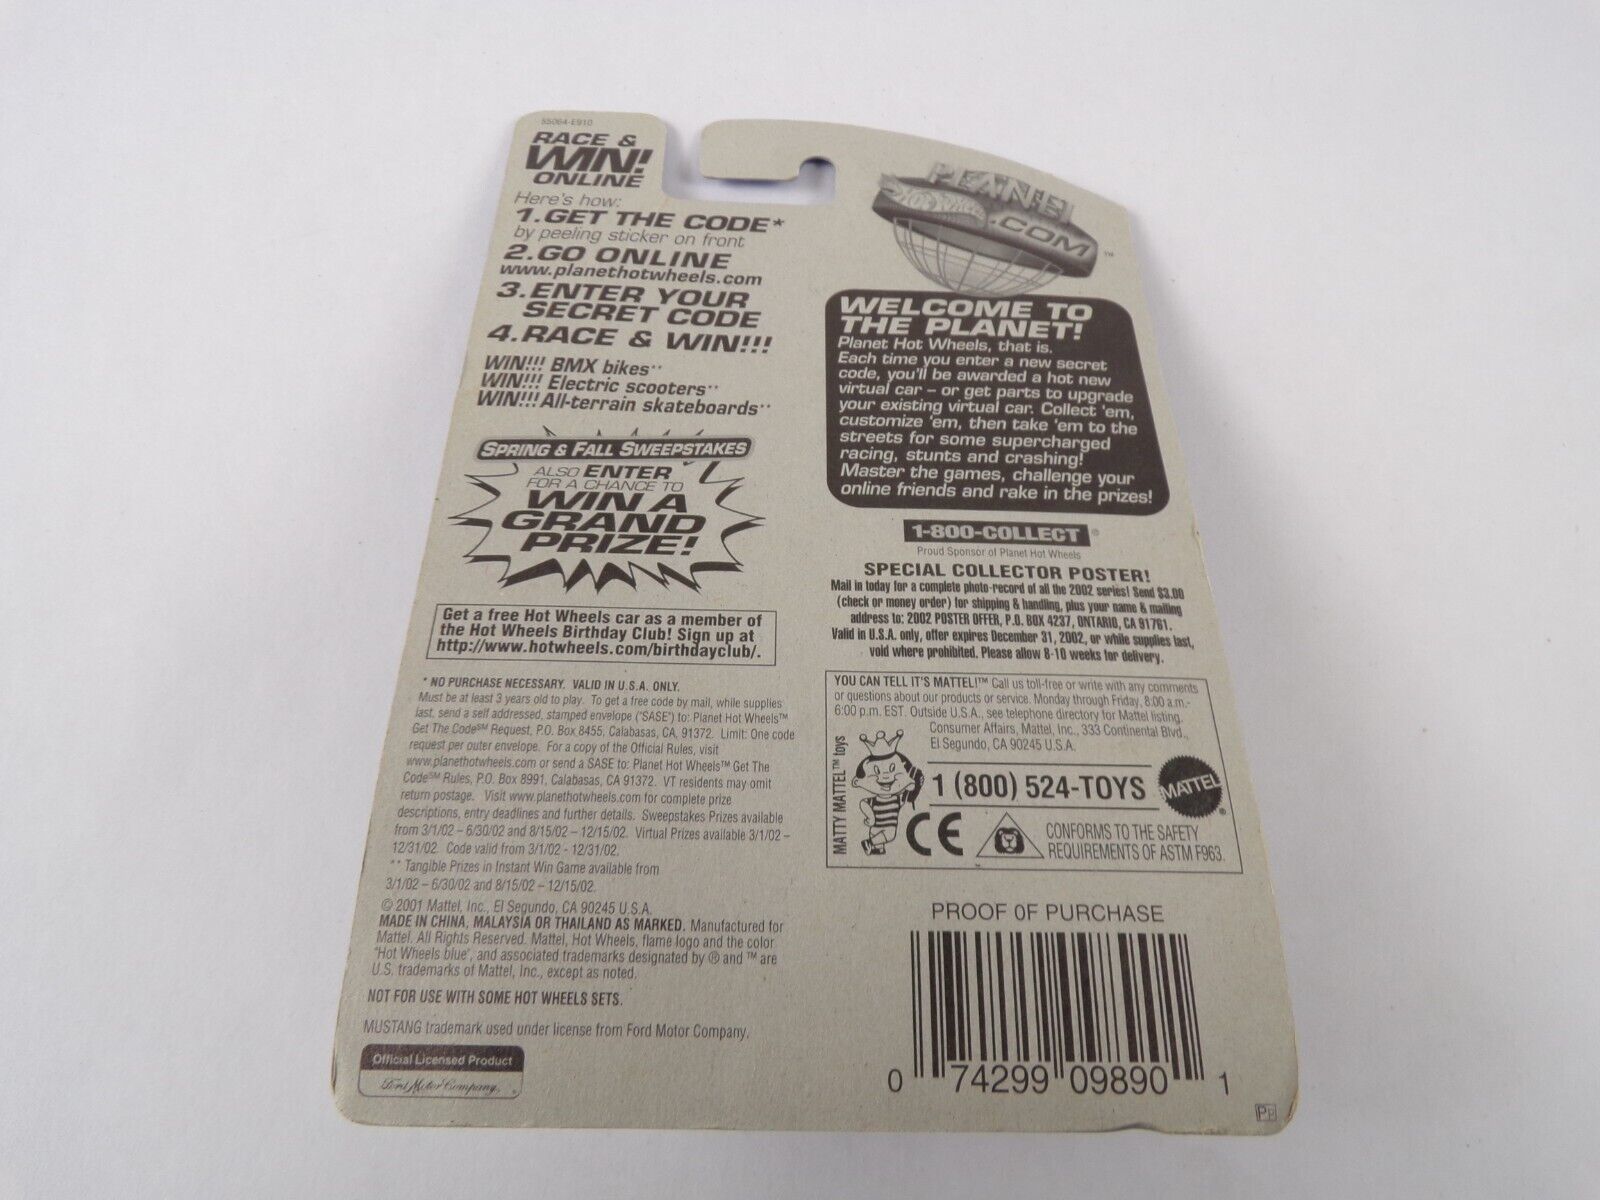 55064-E910
RACE &
WIN!
ONLINE
Here's how:
1.GET THE CODE*
by peeling sticker on front
2.GO ONLINE
www.planethotwheels.com
3.ENTER YOUR
SECRET CODE
4.RACE & WIN!!!
WIN!!! BMX bikes**
WIN!!! Electric scooters**
WIN!!! All-terrain skateboards**
SPRING & FALL SWEEPSTAKES
ALSO ENTER
FOR A CHANCE TO
WIN A
GRAND
PRIZE!
Get a free Hot Wheels car as a member of
the Hot Wheels Birthday Club! Sign up at
http://www.hotwheels.com/birthdayclub/.
* NO PURCHASE NECESSARY. VALID IN U.S.A. ONLY.
Must be at least 3 years old to play. To get a free code by mail, while supplies
last, send a self addressed, stamped envelope ("SASE") to: Planet Hot Wheels™
Get The Code℠ Request, P.O. Box 8455, Calabasas, CA, 91372. Limit: One code
request per outer envelope. For a copy of the Official Rules, visit
www.planethotwheels.com or send a SASE to: Planet Hot Wheels™ Get The
Code℠ Rules, P.O. Box 8991, Calabasas, CA 91372. VT residents may omit
return postage. Visit www.planethotwheels.com for complete prize
descriptions, entry deadlines and further details. Sweepstakes Prizes available
from 3/1/02 – 6/30/02 and 8/15/02 – 12/15/02. Virtual Prizes available 3/1/02 –
12/31/02. Code valid from 3/1/02 - 12/31/02.
** Tangible Prizes in Instant Win Game available from
3/1/02 – 6/30/02 and 8/15/02 – 12/15/02.
© 2001 Mattel, Inc., El Segundo, CA 90245 U.S.A.
MADE IN CHINA, MALAYSIA OR THAILAND AS MARKED. Manufactured for
Mattel. All Rights Reserved. Mattel, Hot Wheels, flame logo and the color
"Hot Wheels blue", and associated trademarks designated by ® and ™ are
U.S. trademarks of Mattel, Inc., except as noted.
NOT FOR USE WITH SOME HOT WHEELS SETS.
MUSTANG trademark used under license from Ford Motor Company.
Official Licensed Product
Ford Motor Company®
PLANET
.COM™
WELCOME TO
THE PLANET!
Planet Hot Wheels, that is.
Each time you enter a new secret
code, you'll be awarded a hot new
virtual car – or get parts to upgrade
your existing virtual car. Collect 'em,
customize 'em, then take 'em to the
streets for some supercharged
racing, stunts and crashing!
Master the games, challenge your
online friends and rake in the prizes!
1-800-COLLECT®
Proud Sponsor of Planet Hot Wheels
SPECIAL COLLECTOR POSTER!
Mail in today for a complete photo-record of all the 2002 series! Send $3.00
(check or money order) for shipping & handling, plus your name & mailing
address to: 2002 POSTER OFFER, P.O. BOX 4237, ONTARIO, CA 91761.
Valid in U.S.A. only, offer expires December 31, 2002, or while supplies last,
void where prohibited. Please allow 8-10 weeks for delivery.
YOU CAN TELL IT'S MATTEL!™ Call us toll-free or write with any comments
or questions about our products or service. Monday through Friday, 8:00 a.m.-
6:00 p.m. EST. Outside U.S.A., see telephone directory for Mattel listing.
Consumer Affairs, Mattel, Inc., 333 Continental Blvd.,
El Segundo, CA 90245 U.S.A.
MATTY MATTEL™ toys
1 (800) 524-TOYS
MATTEL®
CE
CONFORMS TO THE SAFETY
REQUIREMENTS OF ASTM F963.
PROOF OF PURCHASE
0 74299 09890 1